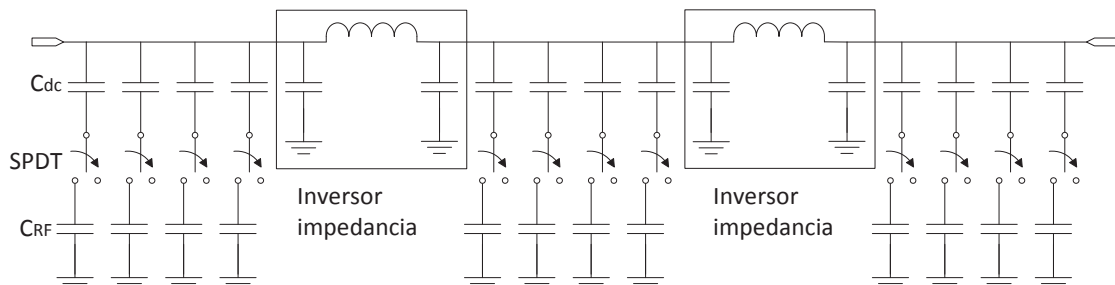 Cdc
SPDT
CRF
Inversor
impedancia
Inversor
impedancia